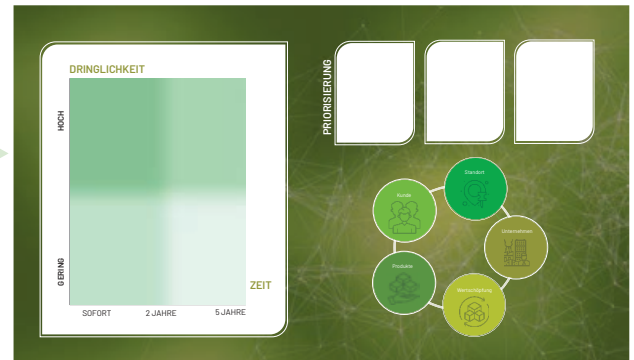 DRINGLICHKEIT
HOCH
GERING
ZEIT
SOFORT
2 JAHRE
5 JAHRE
PRIORISIERUNG
Standort
Kunde
Unternehmen
Produkte
Wertschöpfung